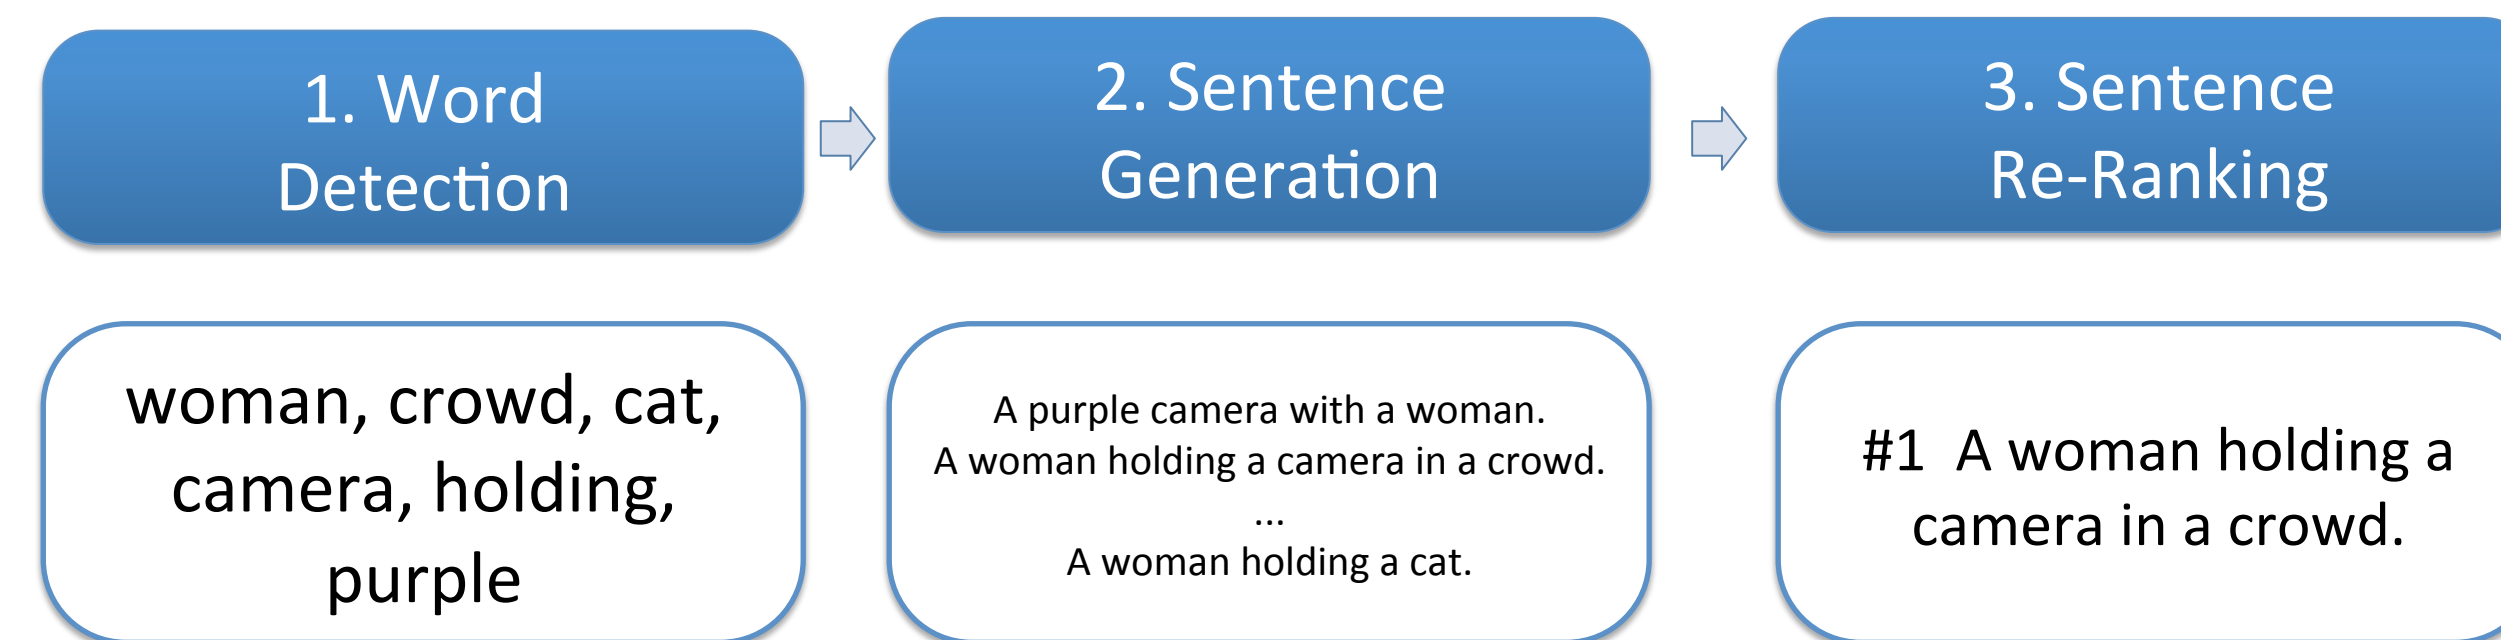 1. Word
Detection
2. Sentence
Generation
3. Sentence
Re-Ranking
woman, crowd, cat,
camera, holding,
purple
A purple camera with a woman.
A woman holding a camera in a crowd.
...
A woman holding a cat.
#1 A woman holding a
camera in a crowd.